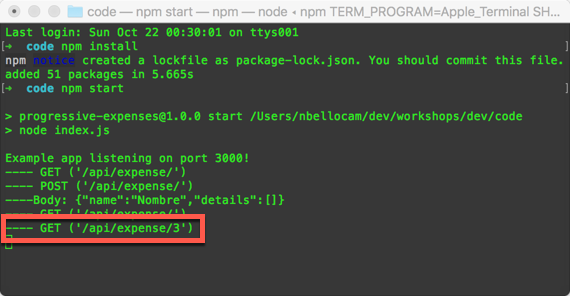 code — npm start — npm — node ◂ npm TERM_PROGRAM=Apple_Terminal SH...
Last login: Sun Oct 22 00:30:01 on ttys001
[➜  code npm install                                                  ]
npm notice created a lockfile as package-lock.json. You should commit this file.
added 51 packages in 5.665s
[➜  code npm start                                                    ]
> progressive-expenses@1.0.0 start /Users/nbellocam/dev/workshops/dev/code
> node index.js
Example app listening on port 3000!
---- GET ('/api/expense/')
---- POST ('/api/expense/')
----Body: {"name":"Nombre","details":[]}
---- GET ('/api/expense/')
---- GET ('/api/expense/3')